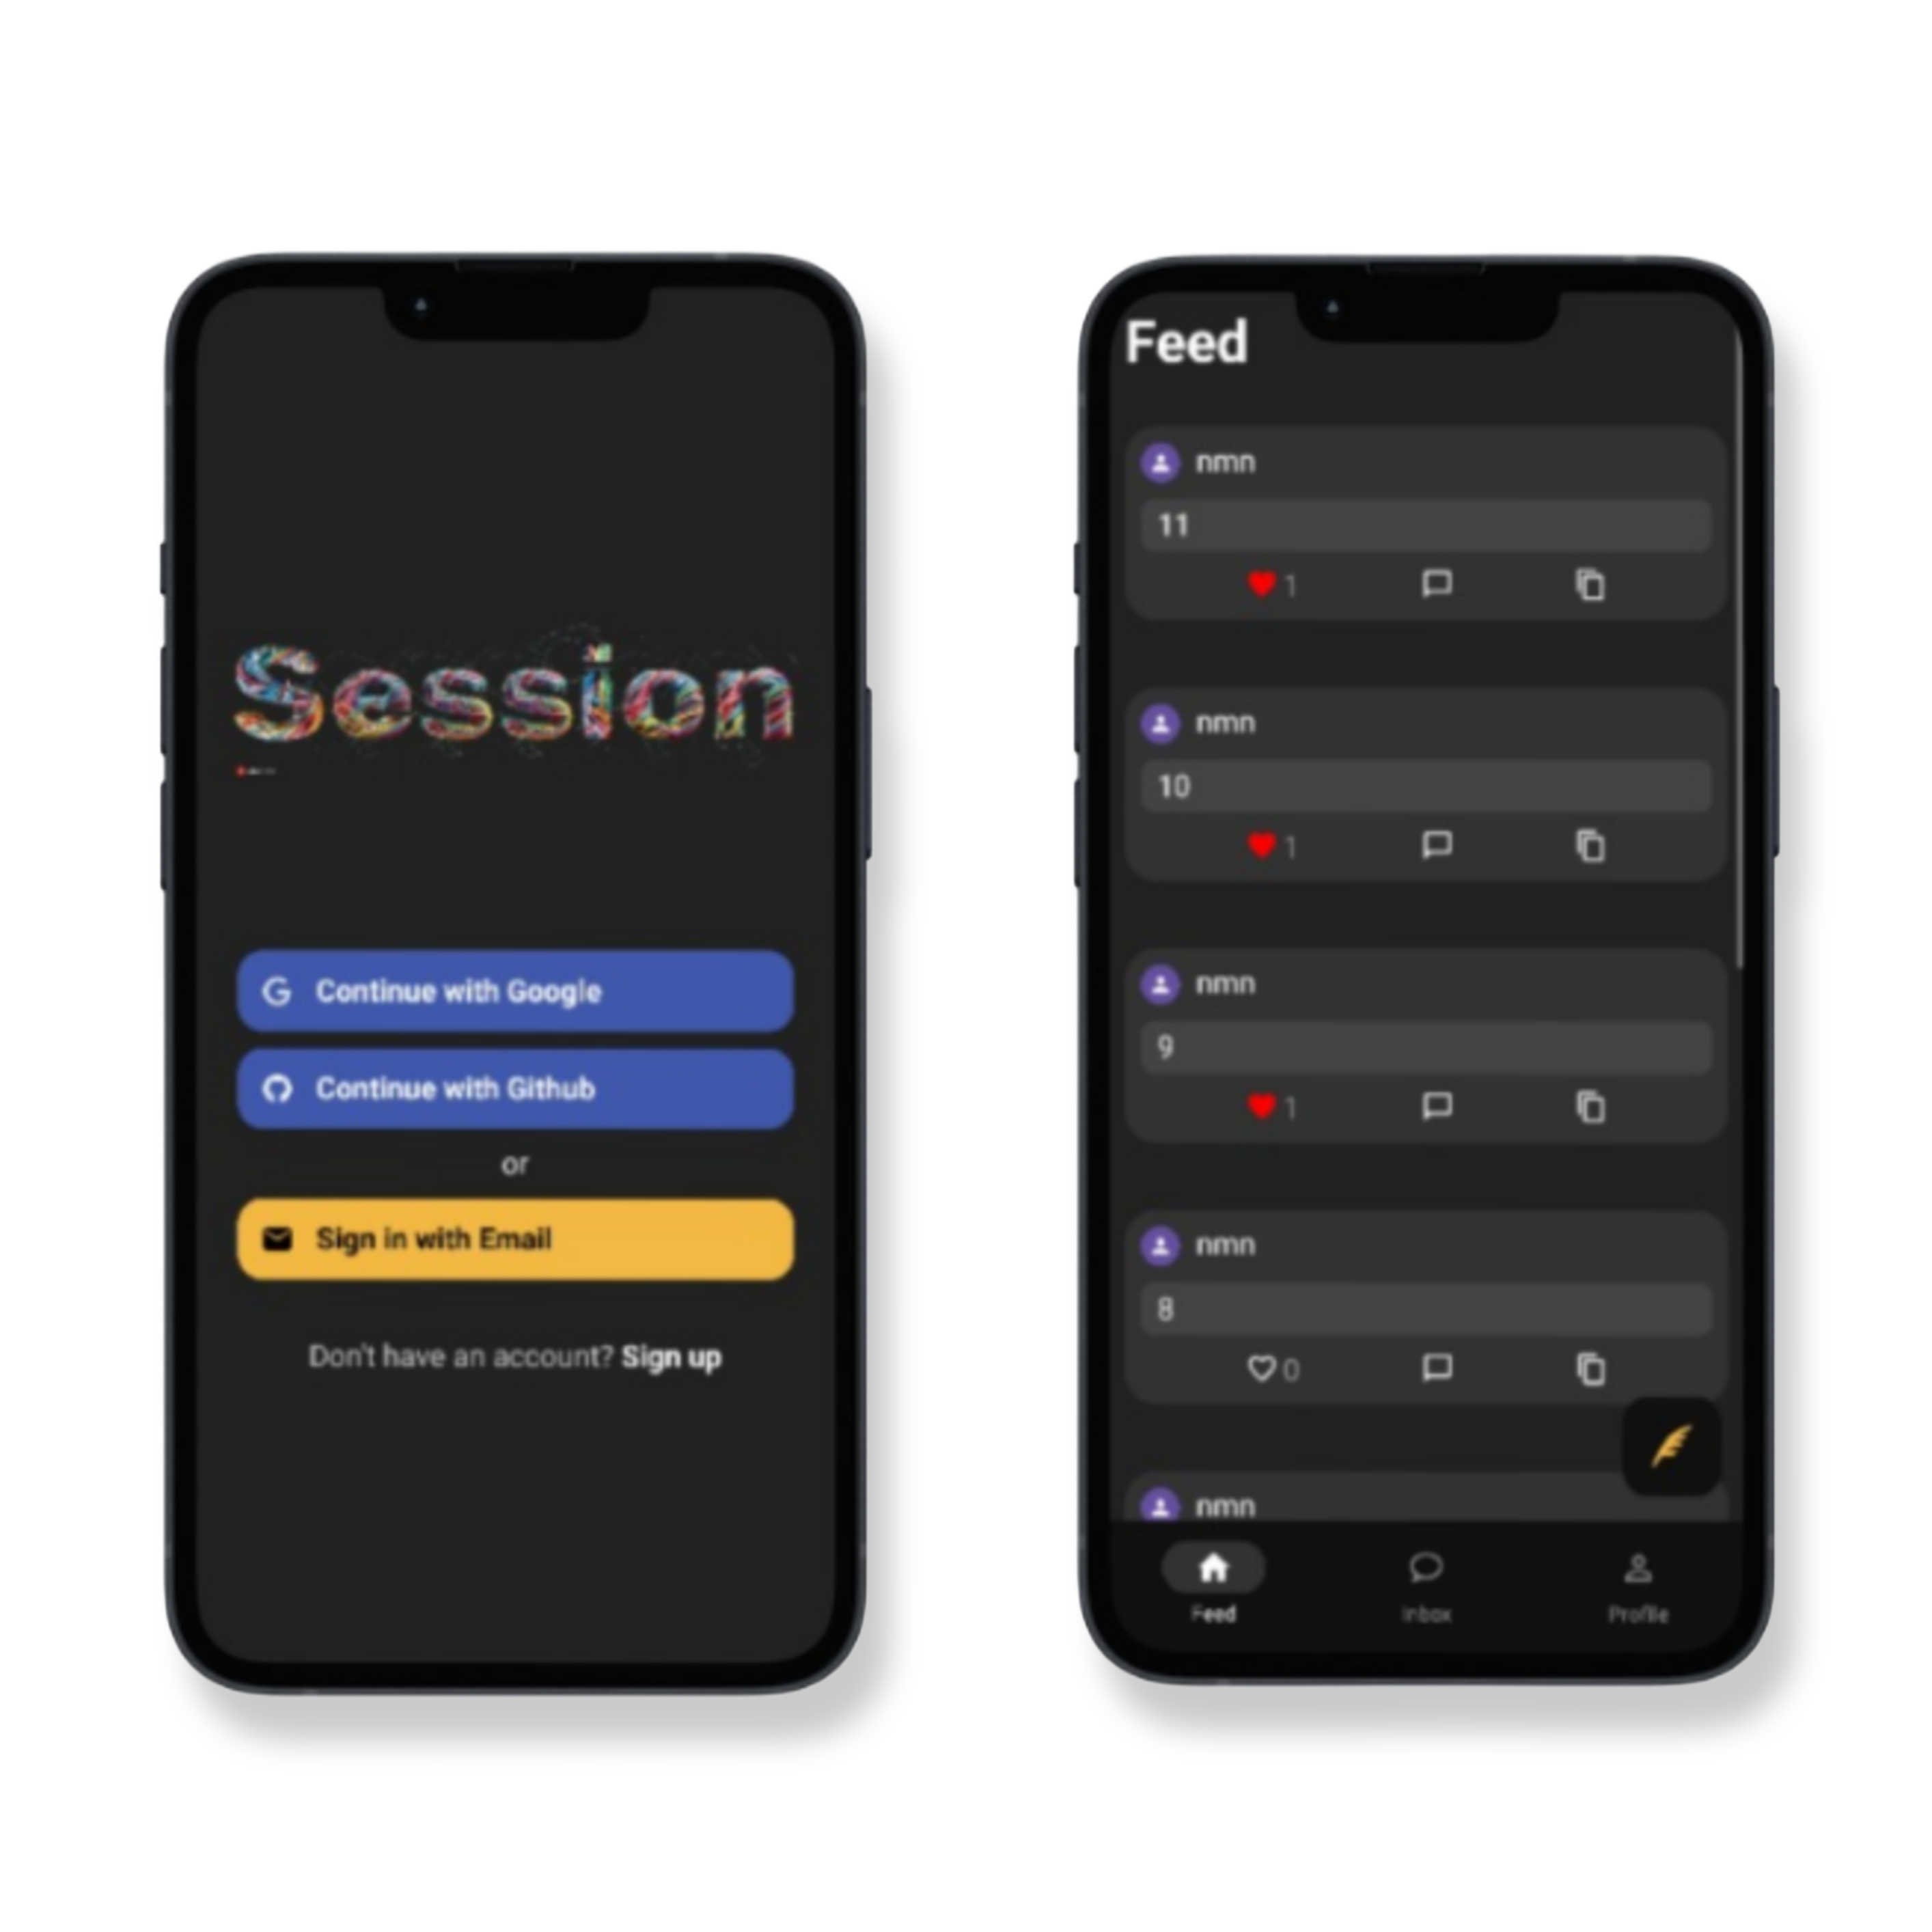 Session
Continue with Google
Continue with Github
or
Sign in with Email
Don't have an account? Sign up
Feed
nmn
11
1
nmn
10
1
nmn
9
1
nmn
8
0
nmn
Feed
Inbox
Profile